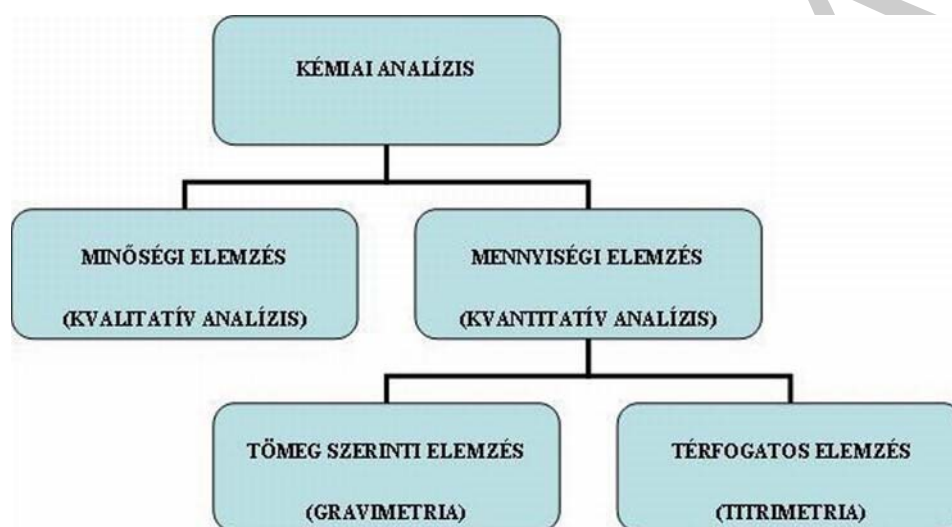 KÉMIAI ANALÍZIS
MINŐSÉGI ELEMZÉS
(KVALITATÍV ANALÍZIS)
MENNYISÉGI ELEMZÉS
(KVANTITATÍV ANALÍZIS)
TÖMEG SZERINTI ELEMZÉS
(GRAVIMETRIA)
TÉRFOGATOS ELEMZÉS
(TITRIMETRIA)